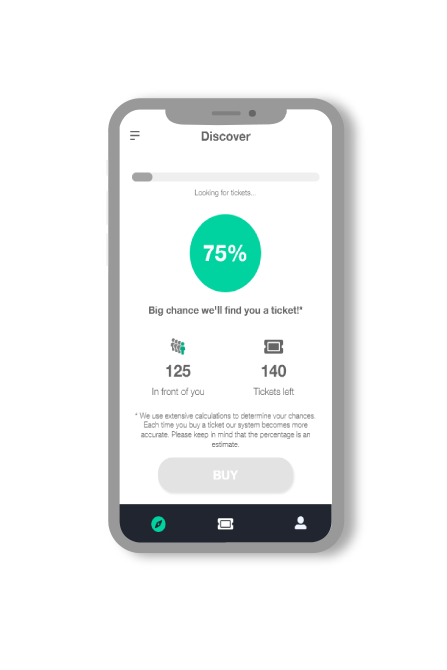 Discover
Looking for tickets...
75%
Big chance we'll find you a ticket!*
125
140
In front of you
Tickets left
* We use extensive calculations to determine your chances.
Each time you buy a ticket our system becomes more
accurate. Please keep in mind that the percentage is an
estimate.
BUY